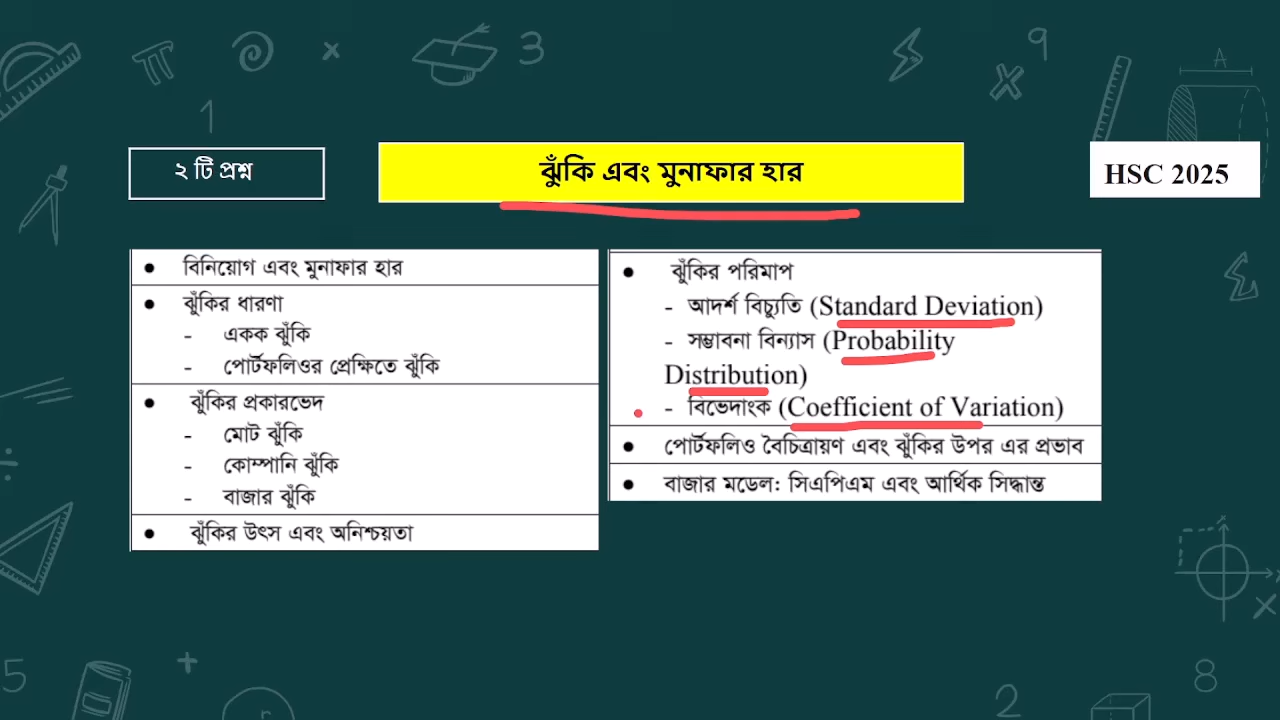 ২ টি প্রশ্ন
ঝুঁকি এবং মুনাফার হার
HSC 2025
● বিনিয়োগ এবং মুনাফার হার
● ঝুঁকির ধারণা
- একক ঝুঁকি
- পোর্টফলিওর প্রেক্ষিতে ঝুঁকি
● ঝুঁকির প্রকারভেদ
- মোট ঝুঁকি
- কোম্পানি ঝুঁকি
- বাজার ঝুঁকি
● ঝুঁকির উৎস এবং অনিশ্চয়তা
● ঝুঁকির পরিমাপ
- আদর্শ বিচ্যুতি (Standard Deviation)
- সম্ভাবনা বিন্যাস (Probability
Distribution)
- বিভেদাংক (Coefficient of Variation)
● পোর্টফলিও বৈচিত্রায়ণ এবং ঝুঁকির উপর এর প্রভাব
● বাজার মডেল: সিএপিএম এবং আর্থিক সিদ্ধান্ত